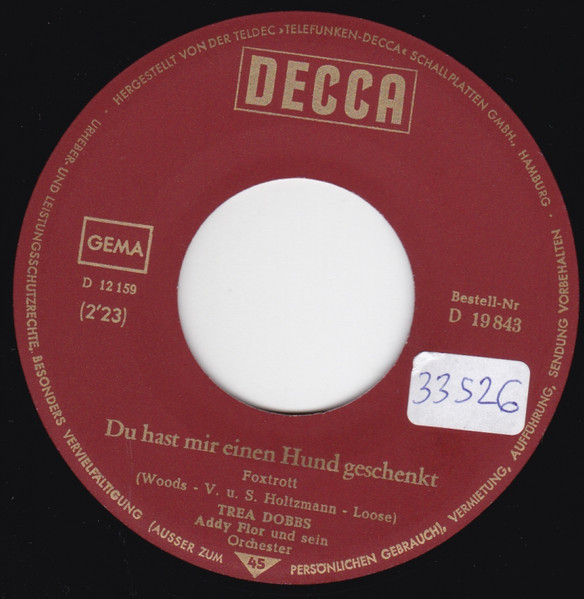 HERGESTELLT VON DER TELDEC »TELEFUNKEN-DECCA« SCHALLPLATTEN GMBH., HAMBURG ·
URHEBER- UND LEISTUNGSSCHUTZRECHTE, BESONDERS VERVIELFÄLTIGUNG (AUSSER ZUM PERSÖNLICHEN GEBRAUCH), VERMIETUNG, AUFFÜHRUNG, SENDUNG VORBEHALTEN ·
DECCA
GEMA
D 12 159
(2'23)
Bestell-Nr
D 19 843
33526
Du hast mir einen Hund geschenkt
Foxtrott
(Woods - V. u. S. Holtzmann - Loose)
TREA DOBBS
Addy Flor und sein
Orchester
45